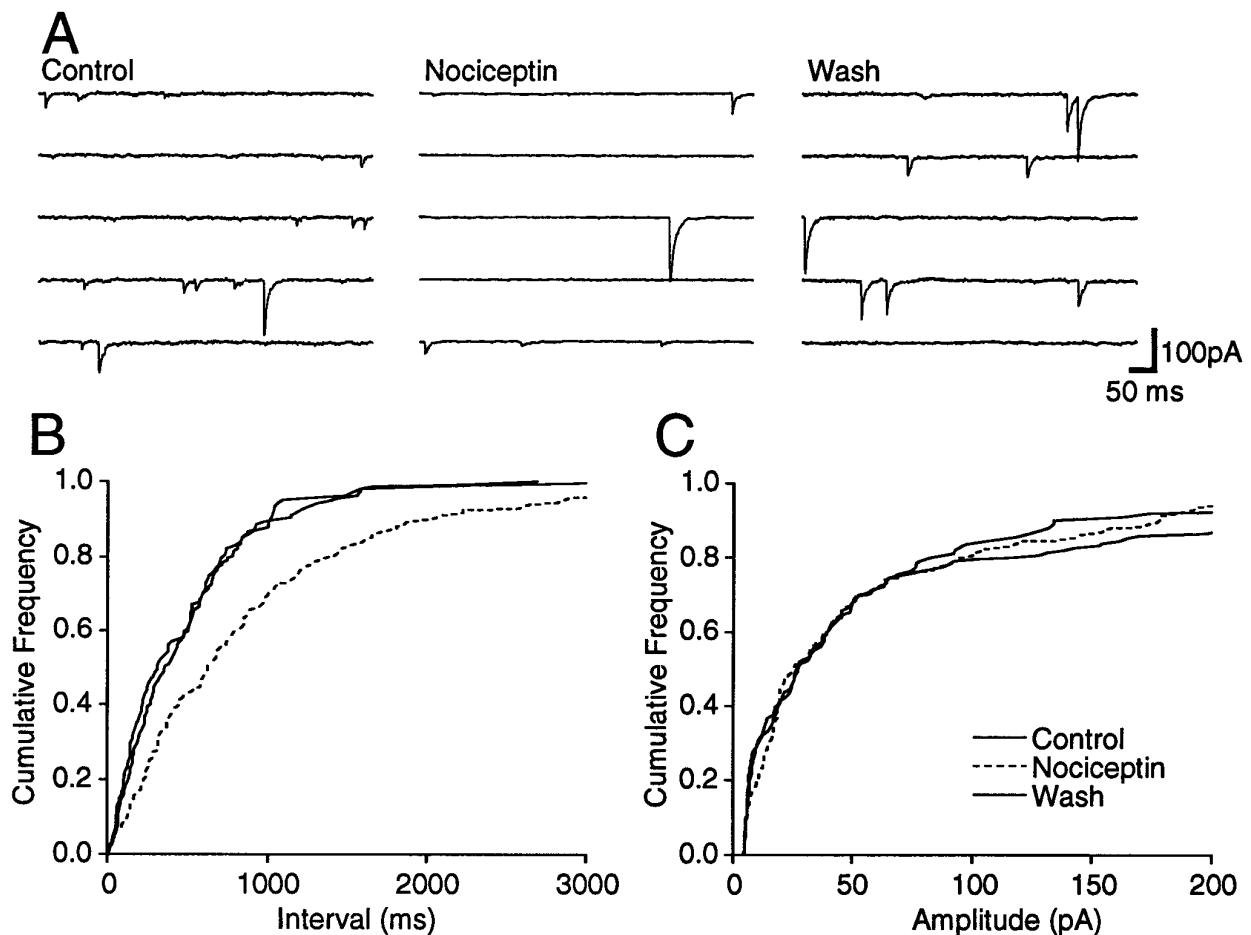 A
Control
Nociceptin
Wash
100pA
50 ms
B
Cumulative Frequency
1.0
0.8
0.6
0.4
0.2
0.0
0
1000
2000
3000
Interval (ms)
C
Cumulative Frequency
1.0
0.8
0.6
0.4
0.2
0.0
Control
Nociceptin
Wash
0
50
100
150
200
Amplitude (pA)